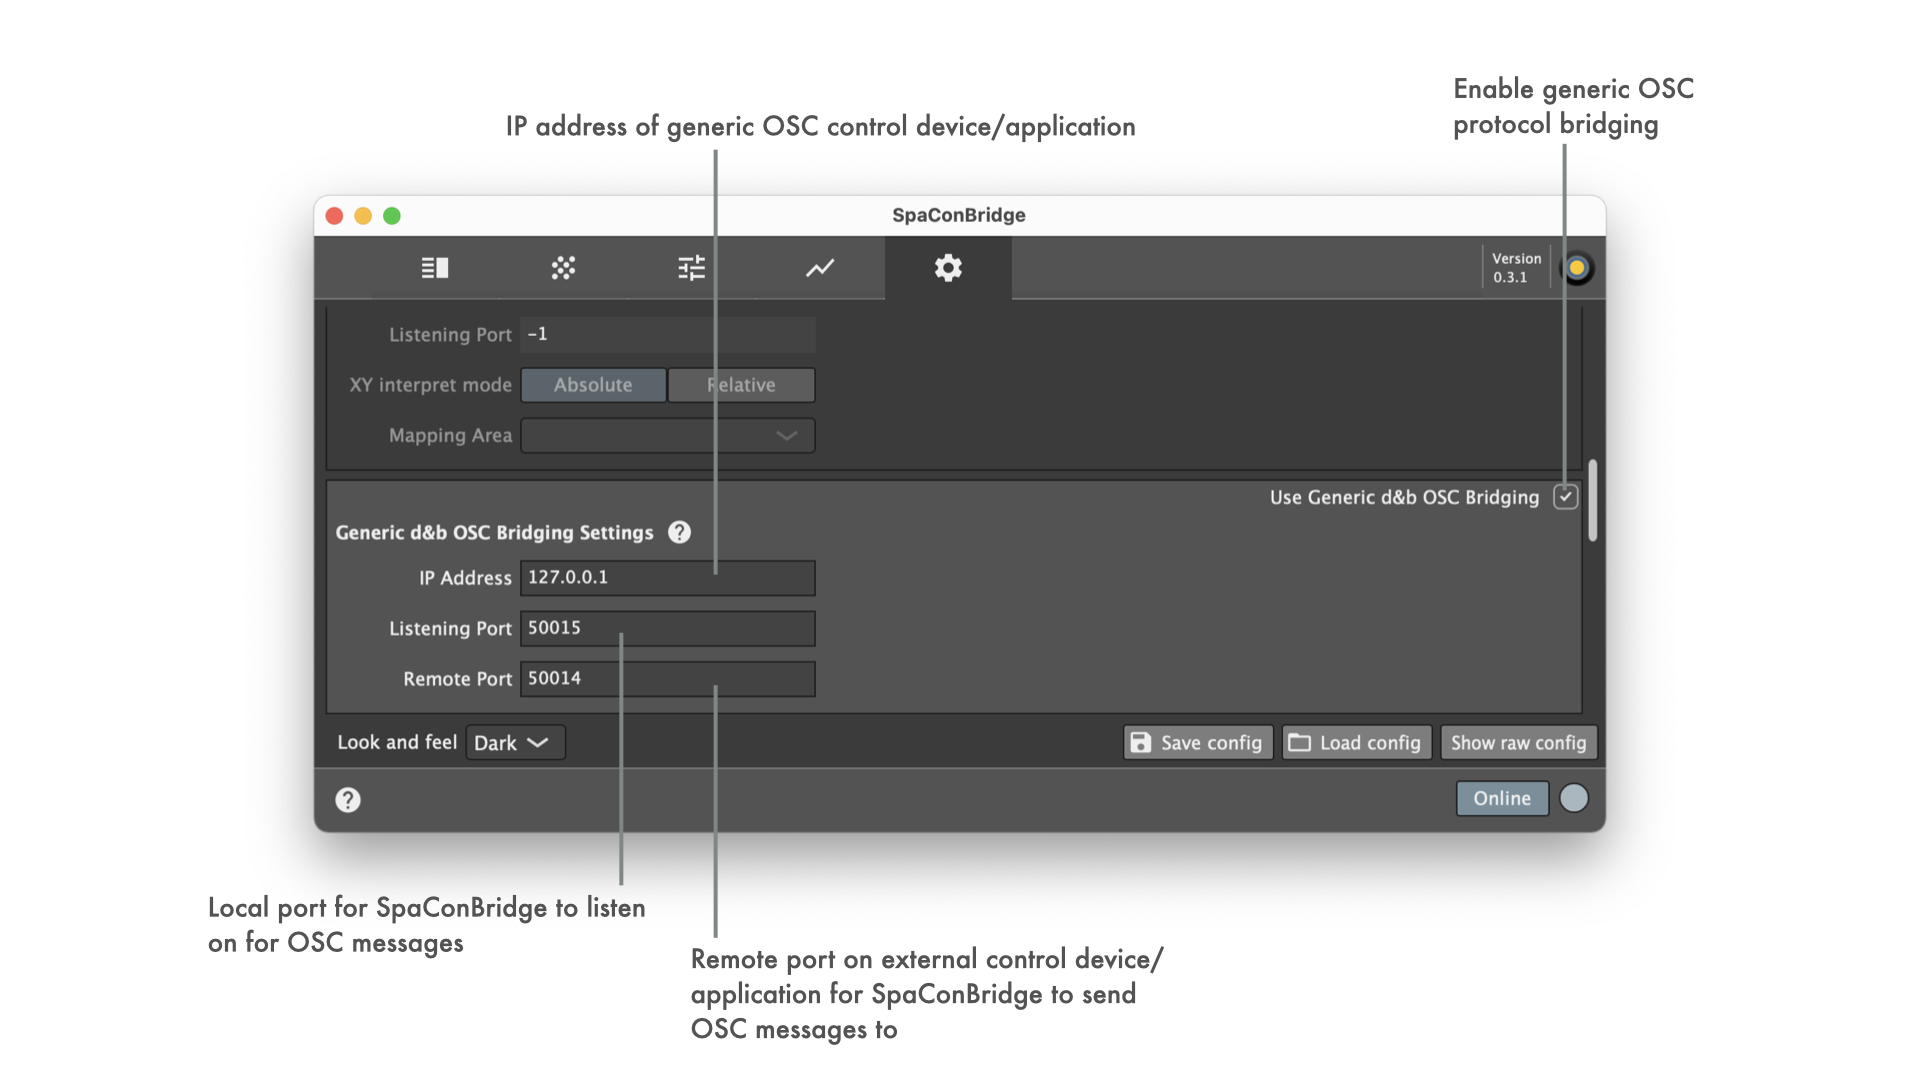 Enable generic OSC
protocol bridging
IP address of generic OSC control device/application
SpaConBridge
Version
0.3.1
Listening Port
-1
XY interpret mode
Absolute
Relative
Mapping Area
Use Generic d&b OSC Bridging
Generic d&b OSC Bridging Settings
IP Address
127.0.0.1
Listening Port
50015
Remote Port
50014
Look and feel
Dark
Save config
Load config
Show raw config
Online
Local port for SpaConBridge to listen
on for OSC messages
Remote port on external control device/
application for SpaConBridge to send
OSC messages to